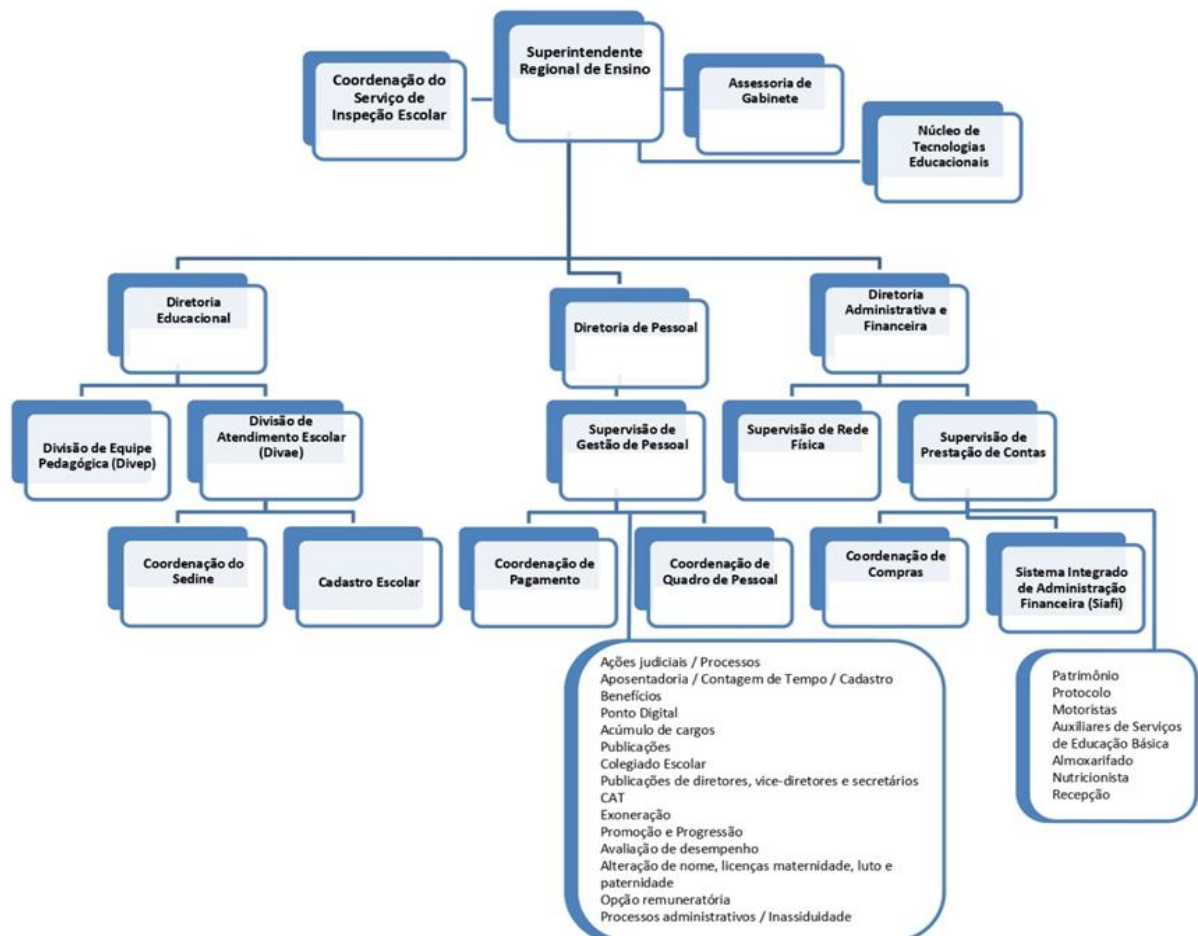 Superintendente
Regional de Ensino
Coordenação do
Serviço de
Inspeção Escolar
Assessoria de
Gabinete
Núcleo de
Tecnologias
Educacionais
Diretoria
Educacional
Diretoria de Pessoal
Diretoria
Administrativa e
Financeira
Divisão de Equipe
Pedagógica (Divep)
Divisão de
Atendimento Escolar
(Divae)
Supervisão de
Gestão de Pessoal
Supervisão de Rede
Física
Supervisão de
Prestação de Contas
Coordenação do
Sedine
Cadastro Escolar
Coordenação de
Pagamento
Coordenação de
Quadro de Pessoal
Coordenação de
Compras
Sistema Integrado
de Administração
Financeira (Siafi)
Ações judiciais / Processos
Aposentadoria / Contagem de Tempo / Cadastro
Benefícios
Ponto Digital
Acúmulo de cargos
Publicações
Colegiado Escolar
Publicações de diretores, vice-diretores e secretários
CAT
Exoneração
Promoção e Progressão
Avaliação de desempenho
Alteração de nome, licenças maternidade, luto e
paternidade
Opção remuneratória
Processos administrativos / Inassiduidade
Patrimônio
Protocolo
Motoristas
Auxiliares de Serviços
de Educação Básica
Almoxarifado
Nutricionista
Recepção